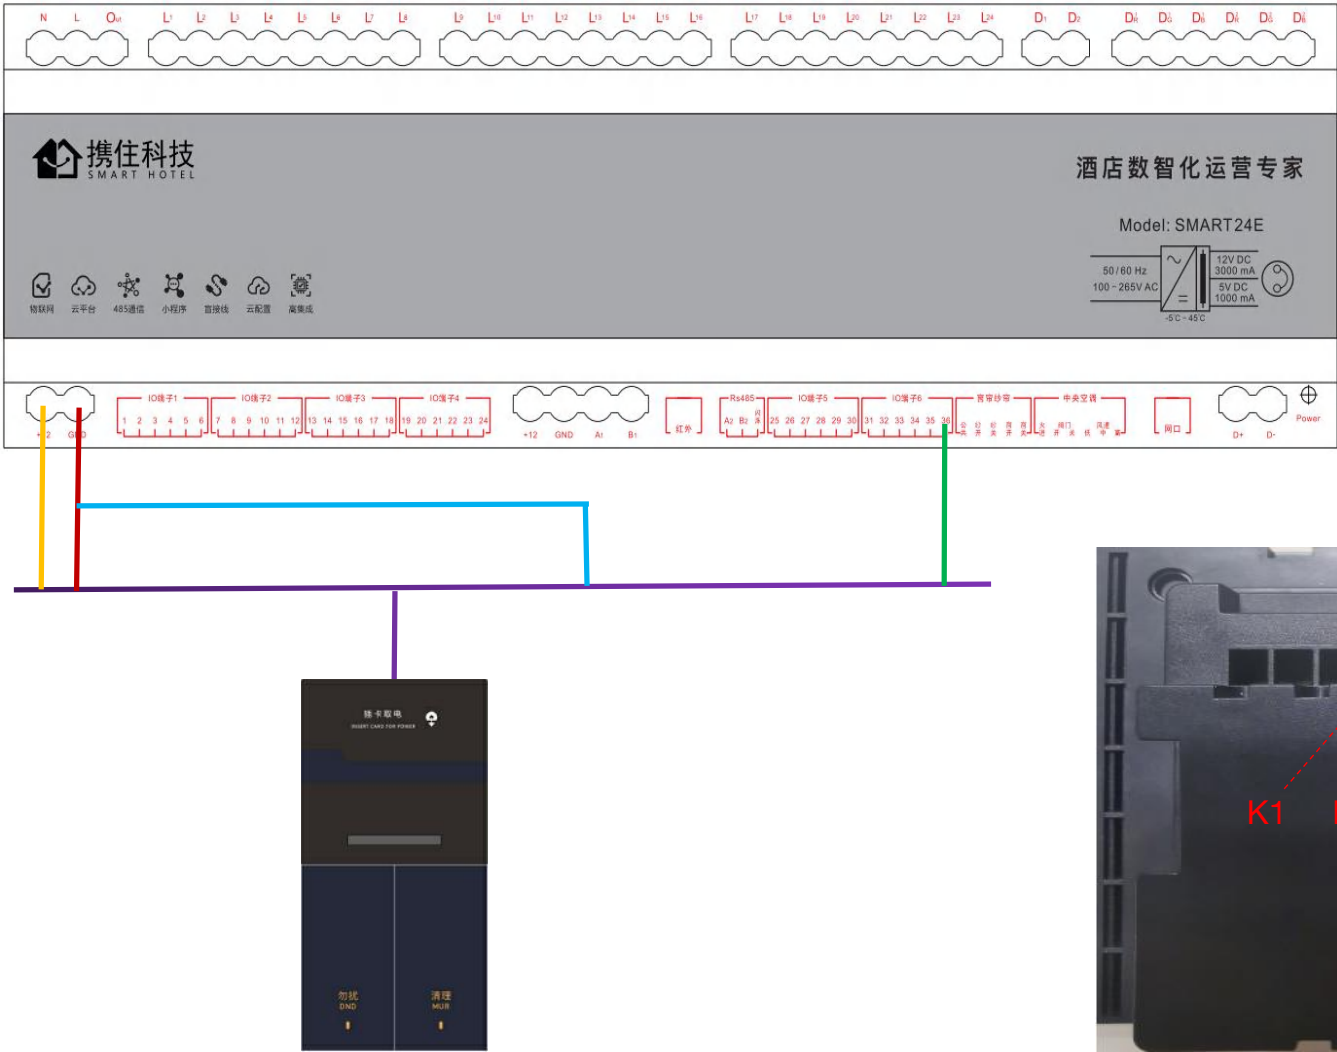 N L Out L1 L2 L3 L4 L5 L6 L7 L8 L9 L10 L11 L12 L13 L14 L15 L16 L17 L18 L19 L20 L21 L22 L23 L24 D1 D2
携住科技
SMART HOTEL
酒店数智化运营专家
Model: SMART24E
50/60 Hz
100-265V AC
12V DC
3000 mA
5V DC
1000 mA
-5℃-45℃
物联网 云平台 485通信 小程序 盲接线 云配置 高集成
IO端子1 IO端子2 IO端子3 IO端子4 Rs485 IO端子5 IO端子6 窗帘纱帘 中央空调
1 2 3 4 5 6 7 8 9 10 11 12 13 14 15 16 17 18 19 20 21 22 23 24 A2 B2 25 26 27 28 29 30 31 32 33 34 35 36
GND +12 GND A1 B1 红外 网口 D+ D- Power
插卡取电
INSERT CARD FOR POWER
K1
勿扰 清理
DND MUR